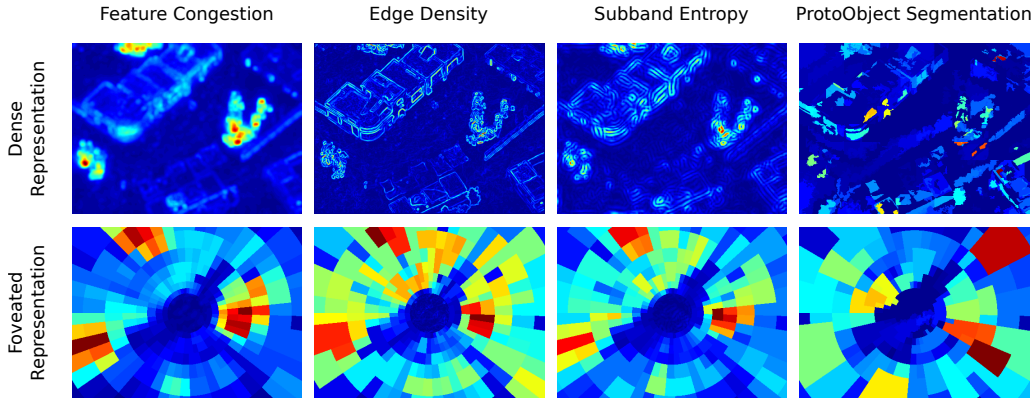 Feature Congestion
Edge Density
Subband Entropy
ProtoObject Segmentation
Dense
Representation
Foveated
Representation